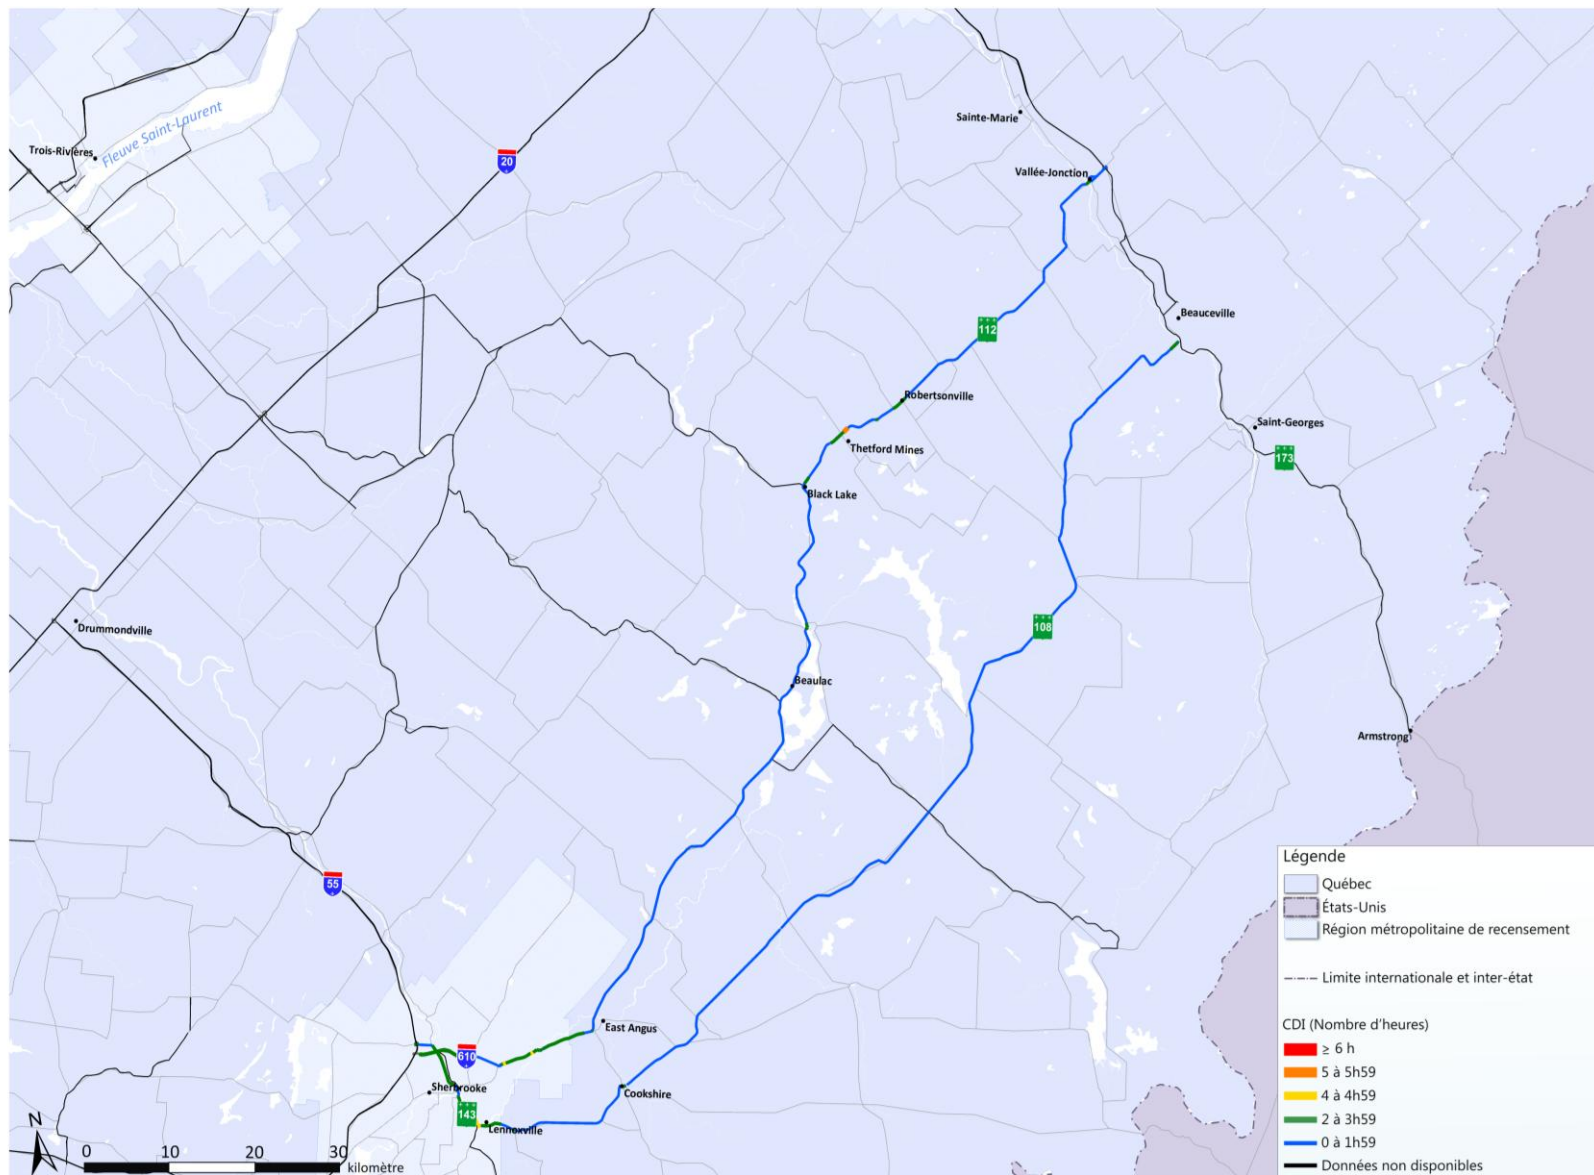 Sainte-Marie
Trois-Rivières
Fleuve Saint-Laurent
20
Vallée-Jonction
Beauceville
112
Robertsonville
Saint-Georges
Thetford Mines
173
Black Lake
Drummondville
108
Beaulac
Armstrong
55
East Angus
610
Sherbrooke
Cookshire
143
Lennoxville
N
0 10 20 30
kilomètre
Légende
Québec
États-Unis
Région métropolitaine de recensement
Limite internationale et inter-état
CDI (Nombre d'heures)
≥ 6 h
5 à 5h59
4 à 4h59
2 à 3h59
0 à 1h59
Données non disponibles